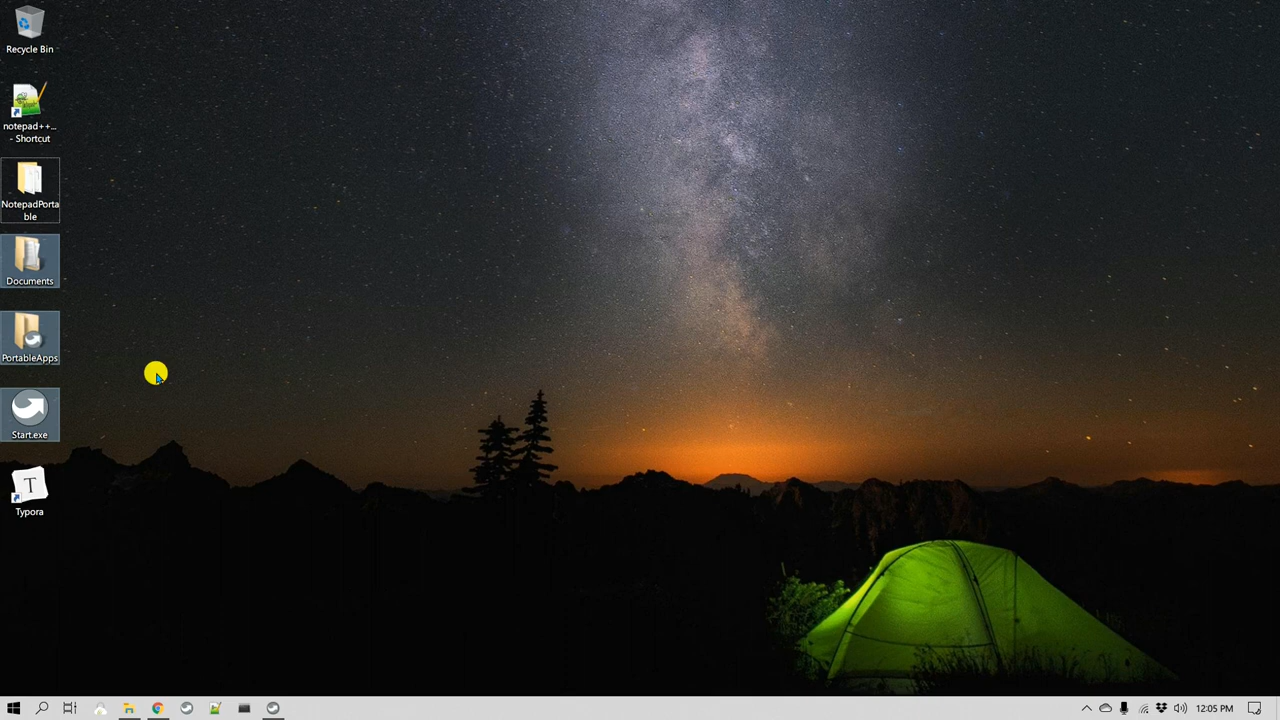 Recycle Bin
notepad++...
- Shortcut
NotepadPorta
ble
Documents
PortableApps
Start.exe
T
Typora
12:05 PM